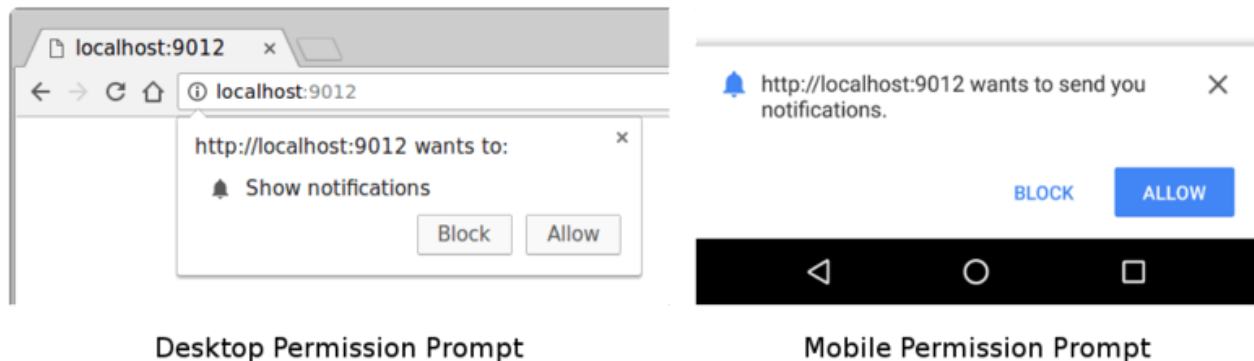 localhost:9012 ×
localhost:9012
http://localhost:9012 wants to: ×
Show notifications
Block Allow
Desktop Permission Prompt
http://localhost:9012 wants to send you
notifications.
BLOCK ALLOW
Mobile Permission Prompt